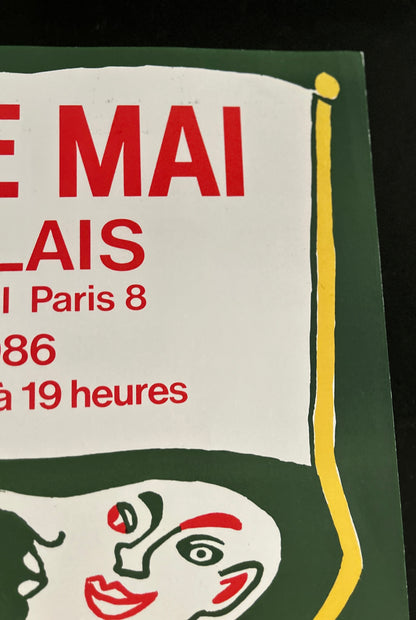 E MAI
LAIS
l Paris 8
986
à 19 heures